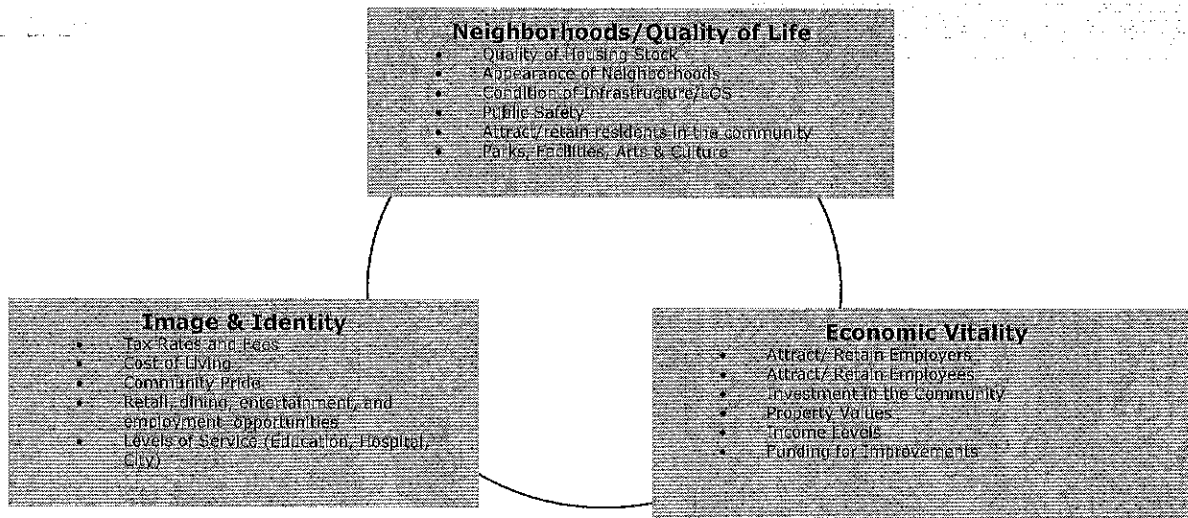 Neighborhoods/Quality of Life
• Quality of Housing Stock
• Appearance of Neighborhoods
• Condition of Infrastructure/LOS
• Public Safety
• Attract/retain residents in the community
• Parks, Facilities, Arts & Culture
Image & Identity
• Tax Rates and Fees
• Cost of Living
• Community Pride
• Retail, dining, entertainment, and
employment opportunities
• Levels of Service (Education, Hospital,
City)
Economic Vitality
• Attract/ Retain Employers
• Attract/ Retain Employees
• Investment in the Community
• Property Values
• Income Levels
• Funding for Improvements